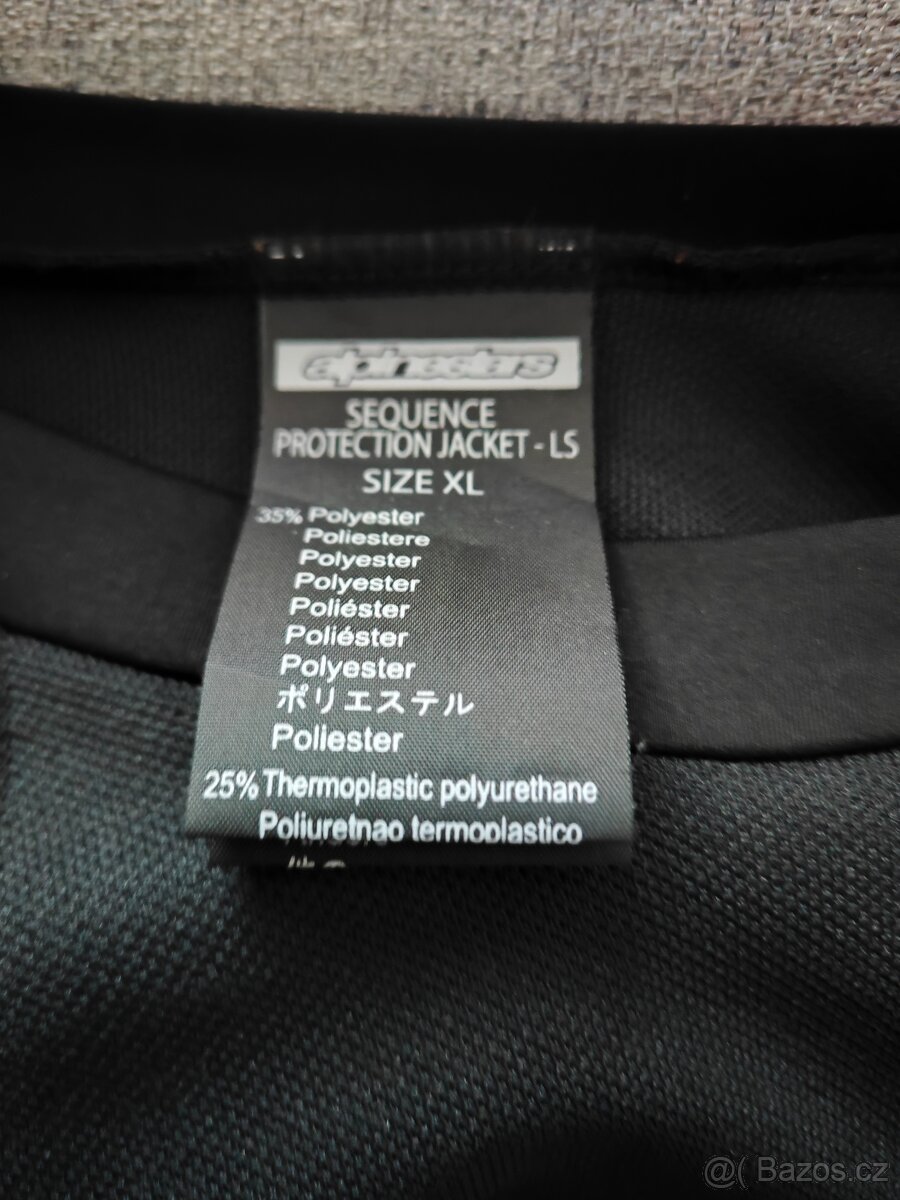 alpinestars
SEQUENCE
PROTECTION JACKET - LS
SIZE XL
35% Polyester
Poliestere
Polyester
Polyester
Poliéster
Poliéster
Polyester
ポリエステル
Poliester
25% Thermoplastic polyurethane
Poliuretnao termoplastico
@( Bazos.cz